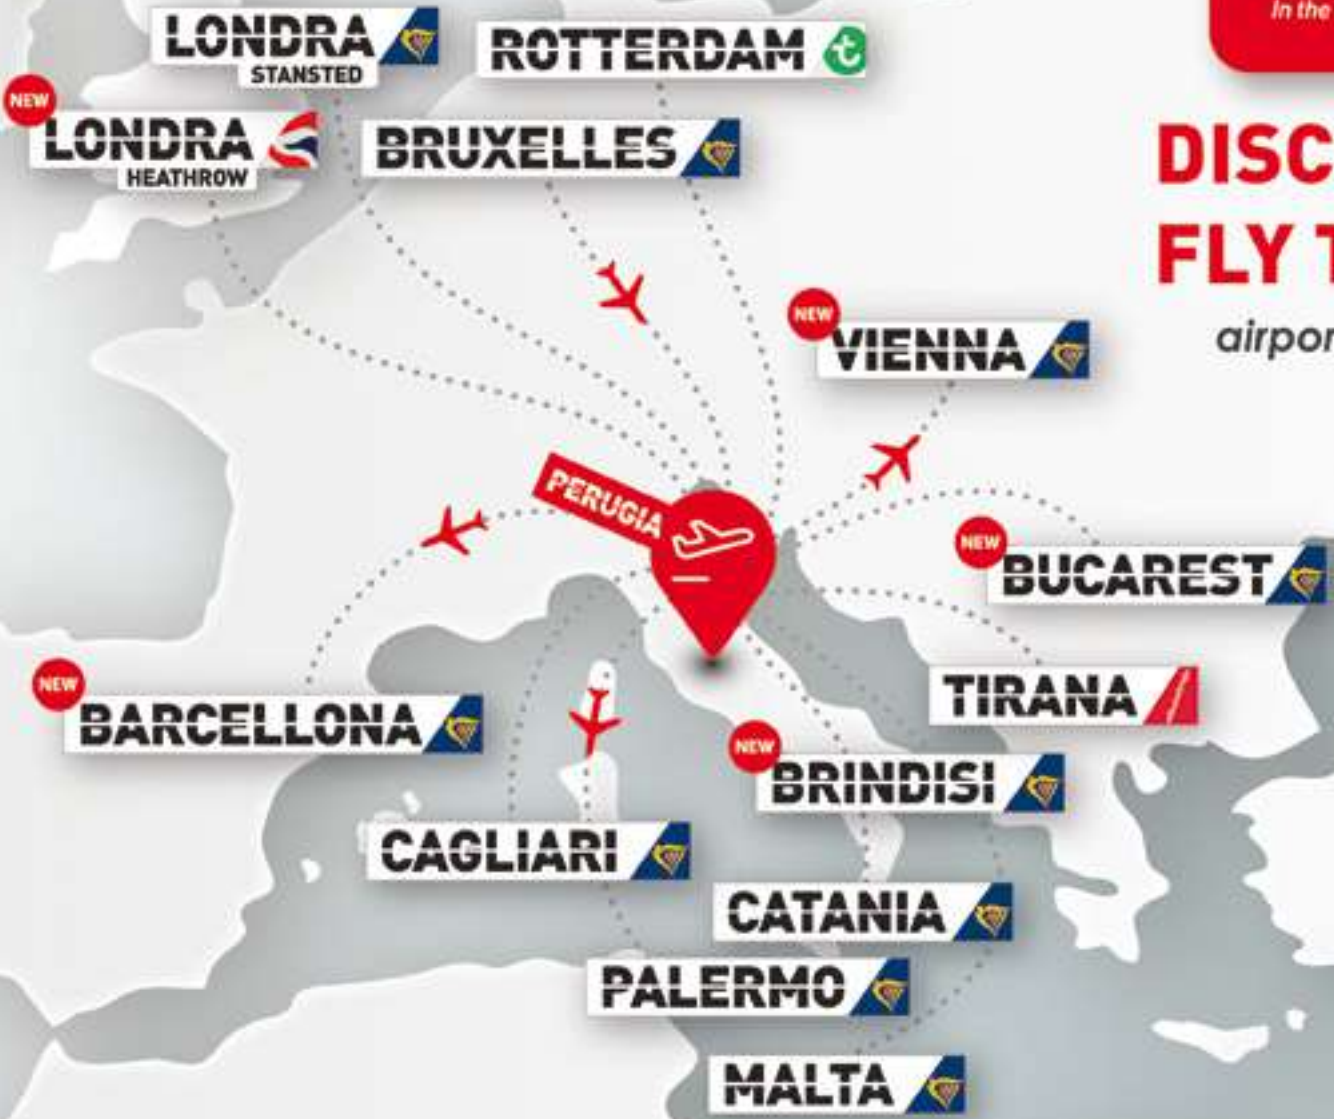 In the
LONDRA
STANSTED
ROTTERDAM
NEW
LONDRA
HEATHROW
BRUXELLES
DISC
FLY T
airpor
NEW
VIENNA
PERUGIA
NEW
BUCAREST
TIRANA
NEW
BARCELLONA
NEW
BRINDISI
CAGLIARI
CATANIA
PALERMO
MALTA